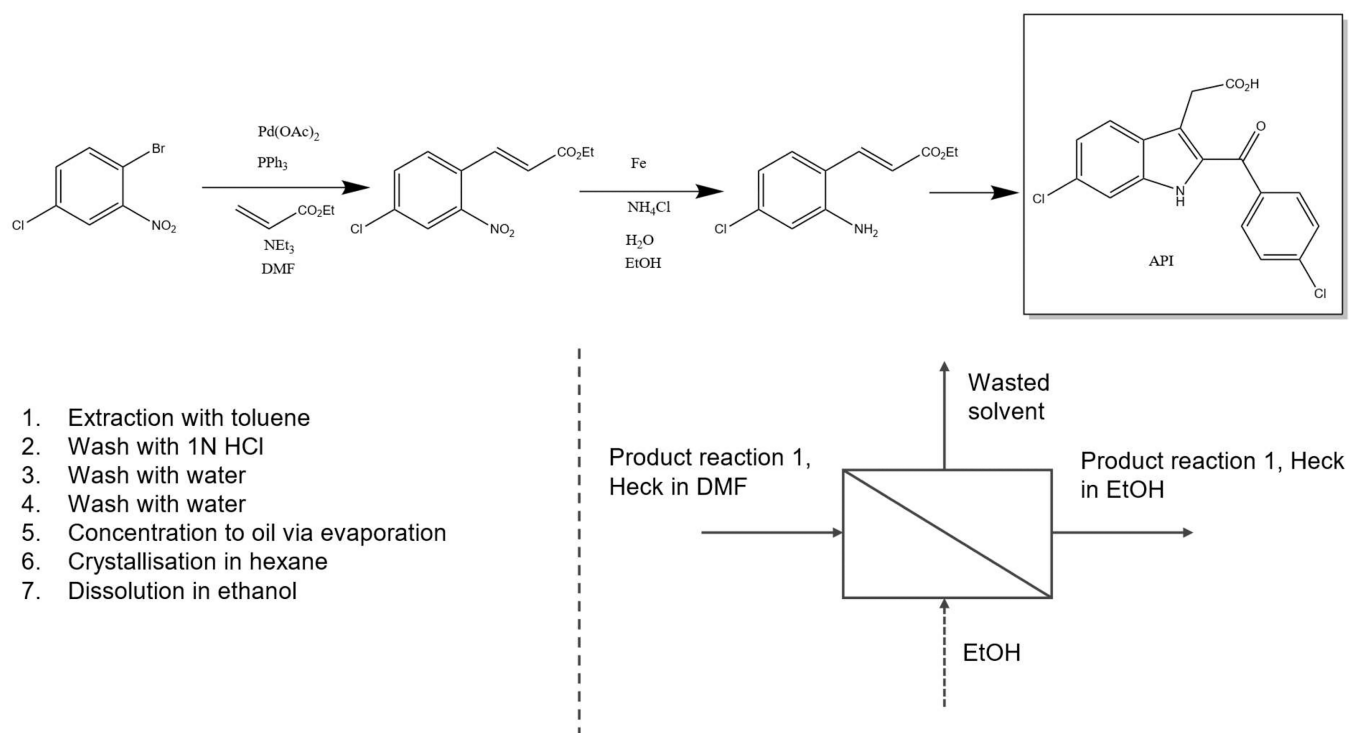 Br
Cl
NO₂
Pd(OAc)₂
PPh₃
CO₂Et
NEt₃
DMF
CO₂Et
Cl
NO₂
Fe
NH₄Cl
H₂O
EtOH
CO₂Et
Cl
NH₂
CO₂H
O
Cl
N
H
API
Cl
1. Extraction with toluene
2. Wash with 1N HCl
3. Wash with water
4. Wash with water
5. Concentration to oil via evaporation
6. Crystallisation in hexane
7. Dissolution in ethanol
Wasted
solvent
Product reaction 1,
Heck in DMF
Product reaction 1, Heck
in EtOH
EtOH